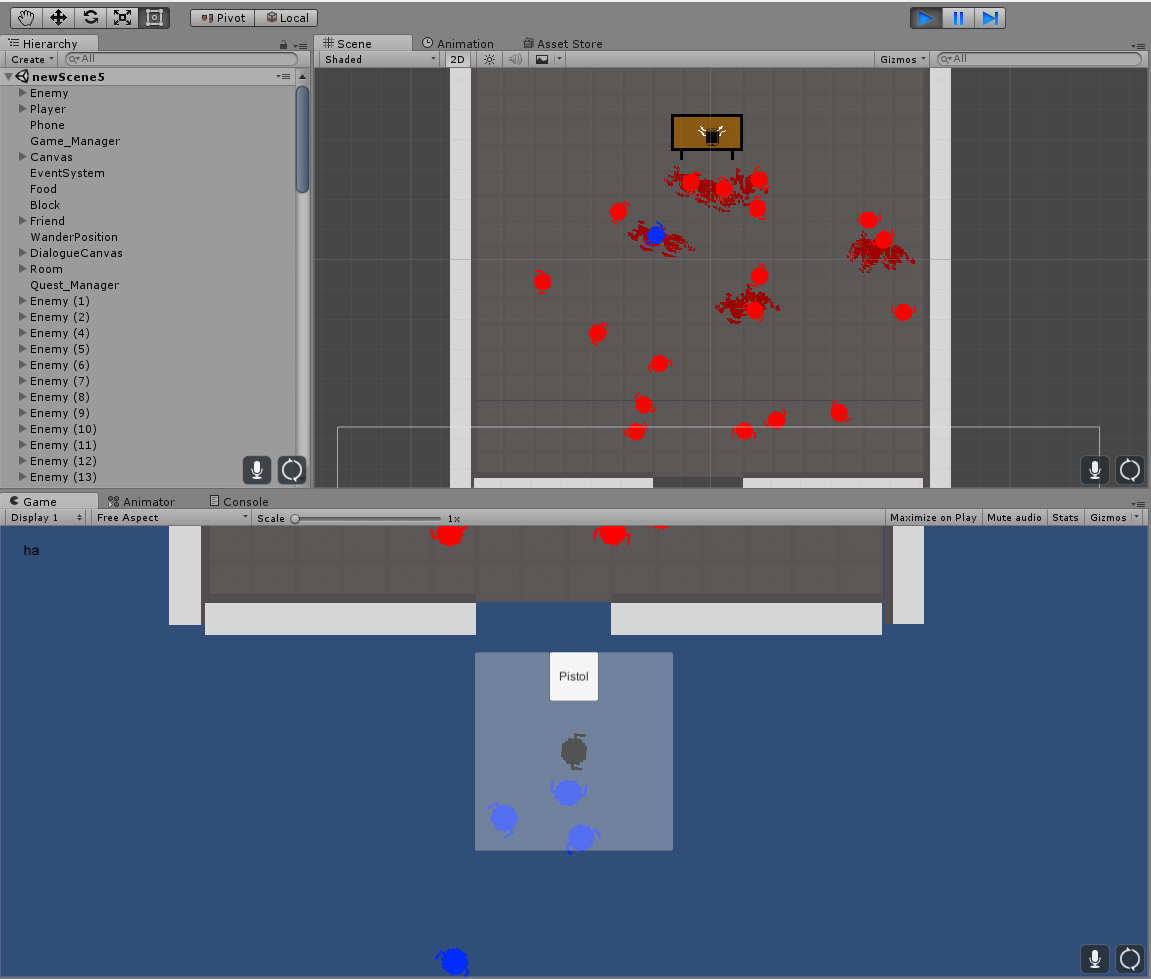 Pivot Local
Hierarchy
Create All
newScene5
Enemy
Player
Phone
Game_Manager
Canvas
EventSystem
Food
Block
Friend
WanderPosition
DialogueCanvas
Room
Quest_Manager
Enemy (1)
Enemy (2)
Enemy (4)
Enemy (5)
Enemy (6)
Enemy (7)
Enemy (8)
Enemy (9)
Enemy (10)
Enemy (11)
Enemy (12)
Enemy (13)
Scene Animation Asset Store
Shaded 2D Gizmos All
Game Animator Console
Display 1 Free Aspect Scale 1x Maximize on Play Mute audio Stats Gizmos
ha
Pistol